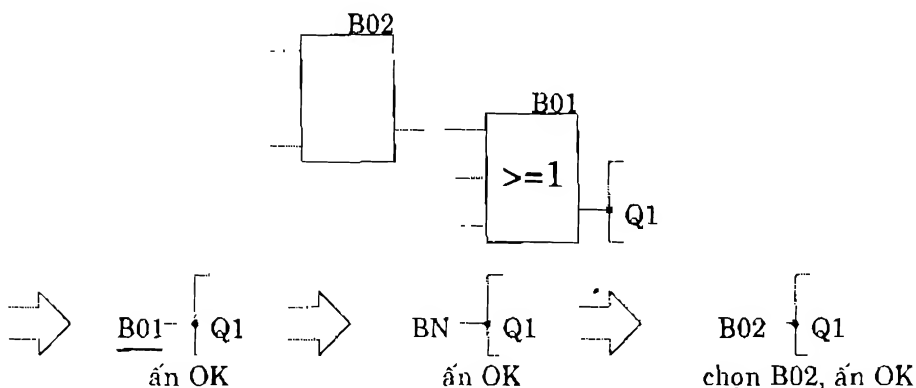 B02
B01
>=1
Q1
B01 Q1
BN Q1
B02 Q1
ấn OK
ấn OK
chon B02, ấn OK